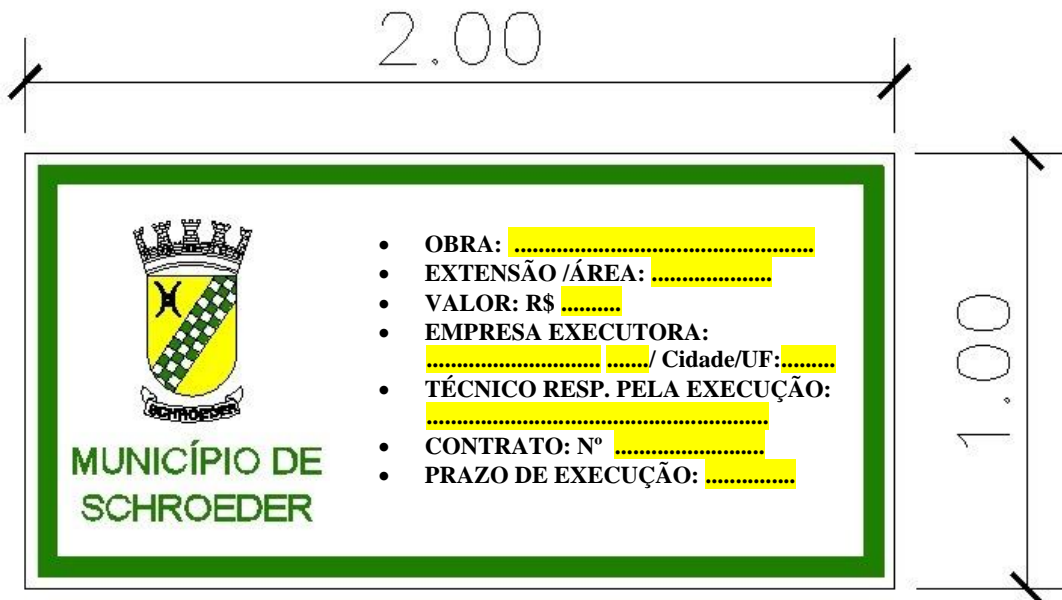 2.00
SCHROEDER
MUNICÍPIO DE
SCHROEDER
• OBRA: ..................................................
• EXTENSÃO /ÁREA: ....................
• VALOR: R$ ..........
• EMPRESA EXECUTORA:
............................. ......./ Cidade/UF:.........
• TÉCNICO RESP. PELA EXECUÇÃO:
.........................................................
• CONTRATO: Nº .........................
• PRAZO DE EXECUÇÃO: ...............
1.00